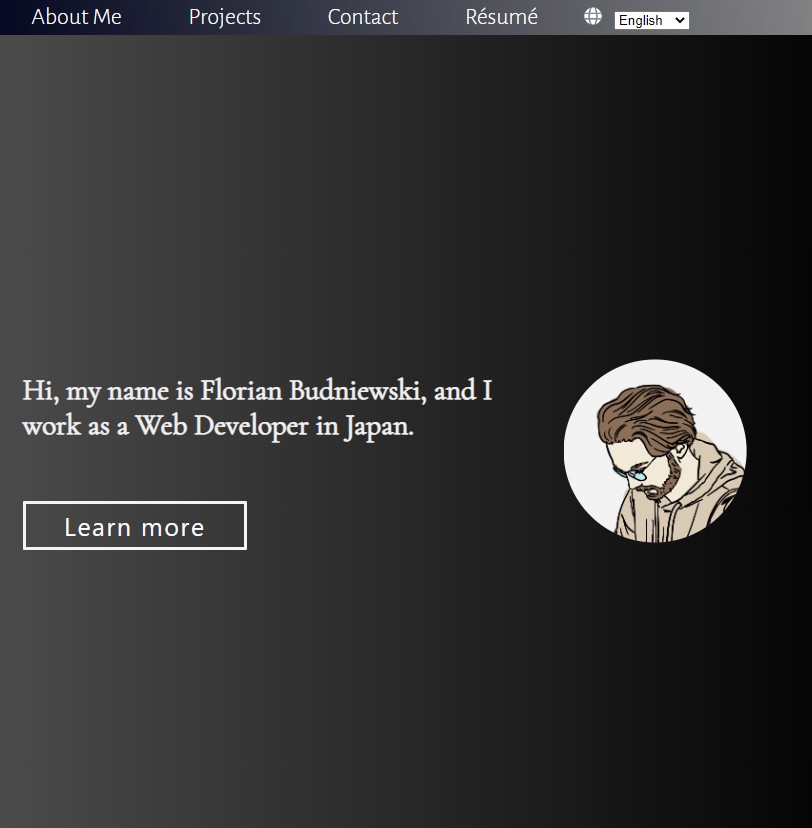 About Me Projects Contact Résumé English
Hi, my name is Florian Budniewski, and I
work as a Web Developer in Japan.
Learn more